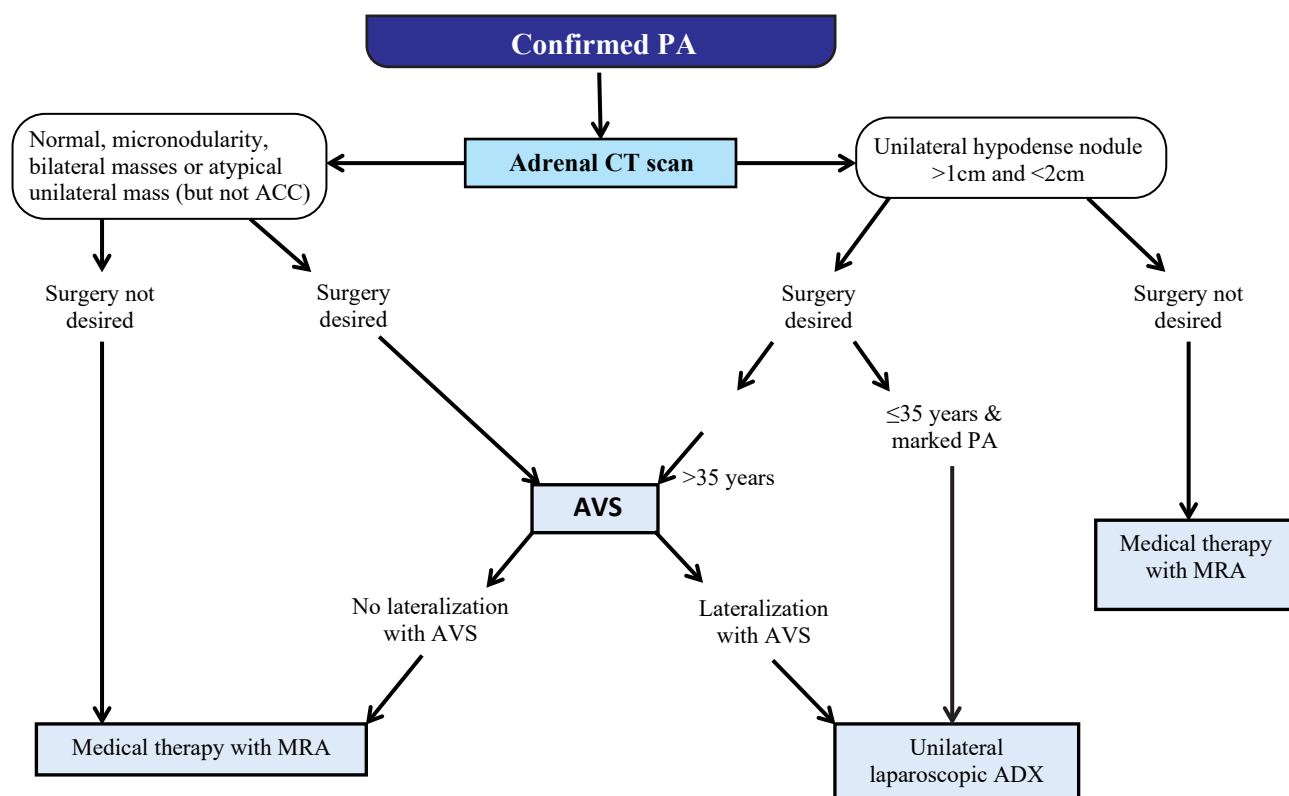 Confirmed PA
Adrenal CT scan
Normal, micronodularity,
bilateral masses or atypical
unilateral mass (but not ACC)
Unilateral hypodense nodule
>1cm and <2cm
Surgery not
desired
Surgery
desired
Surgery
desired
Surgery not
desired
≤35 years &
marked PA
>35 years
AVS
Medical therapy
with MRA
No lateralization
with AVS
Lateralization
with AVS
Medical therapy with MRA
Unilateral
laparoscopic ADX